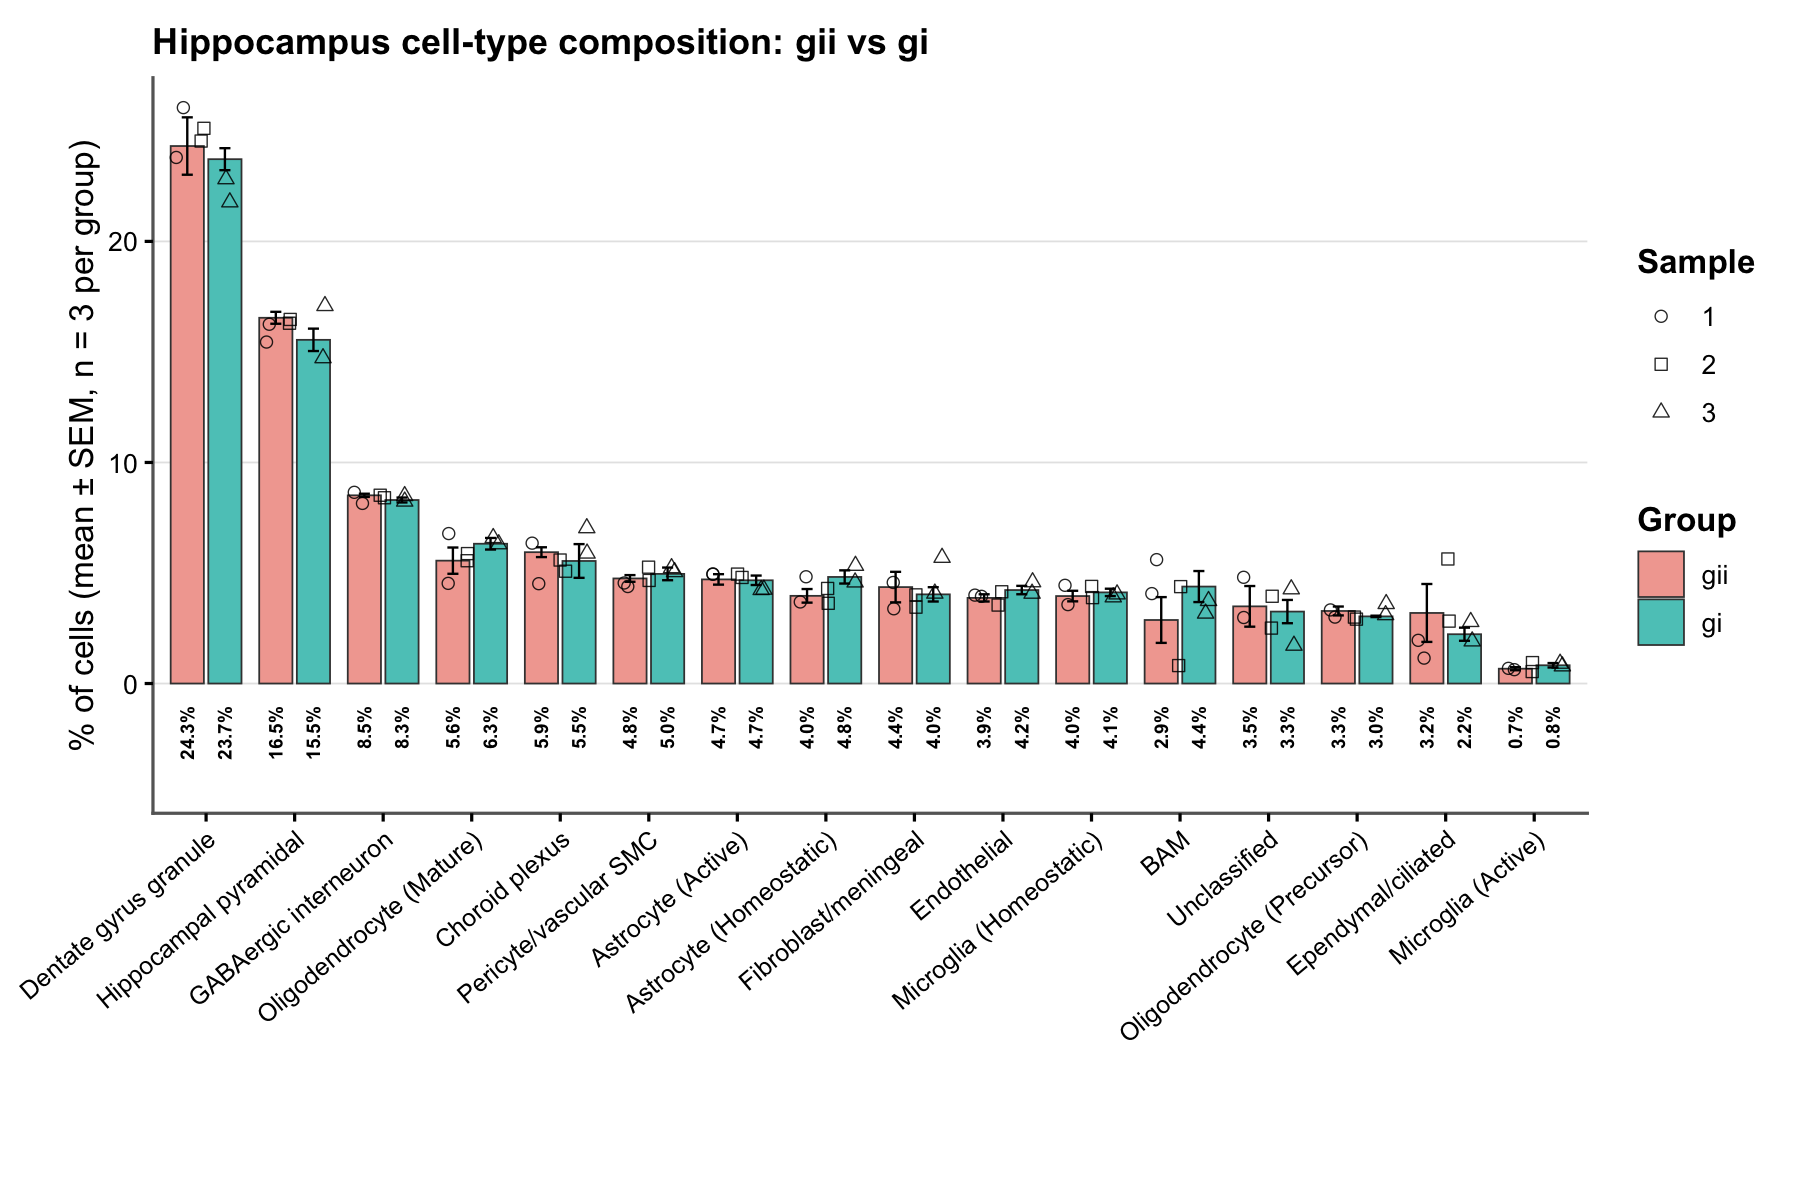 Hippocampus cell-type composition: gii vs gi
% of cells (mean ± SEM, n = 3 per group)
20
10
0
24.3%
23.7%
16.5%
15.5%
8.5%
8.3%
5.6%
6.3%
5.9%
5.5%
4.8%
5.0%
4.7%
4.7%
4.0%
4.8%
4.4%
4.0%
3.9%
4.2%
4.0%
4.1%
2.9%
4.4%
3.5%
3.3%
3.3%
3.0%
3.2%
2.2%
0.7%
0.8%
Dentate gyrus granule
Hippocampal pyramidal
GABAergic interneuron
Oligodendrocyte (Mature)
Choroid plexus
Pericyte/vascular SMC
Astrocyte (Active)
Astrocyte (Homeostatic)
Fibroblast/meningeal
Endothelial
Microglia (Homeostatic)
BAM
Unclassified
Oligodendrocyte (Precursor)
Ependymal/ciliated
Microglia (Active)
Sample
1
2
3
Group
gii
gi